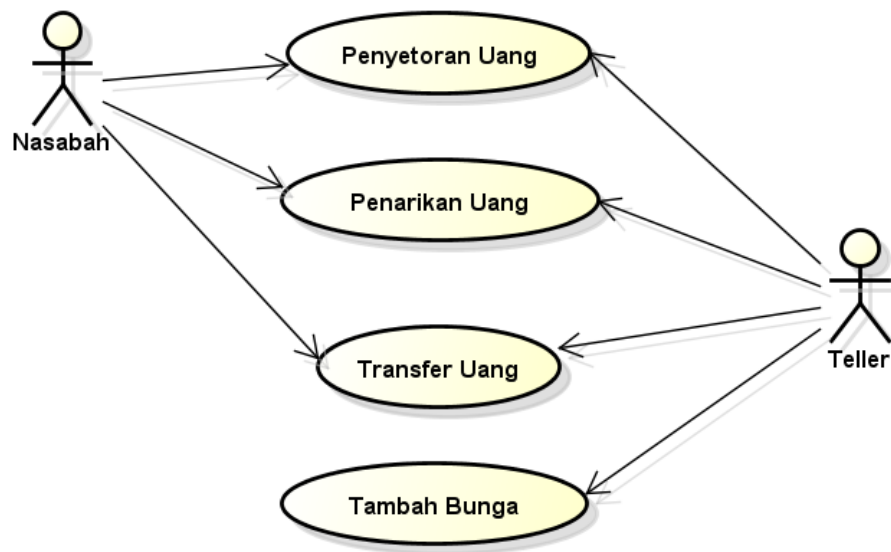 Penyetoran Uang
Nasabah
Penarikan Uang
Teller
Transfer Uang
Tambah Bunga